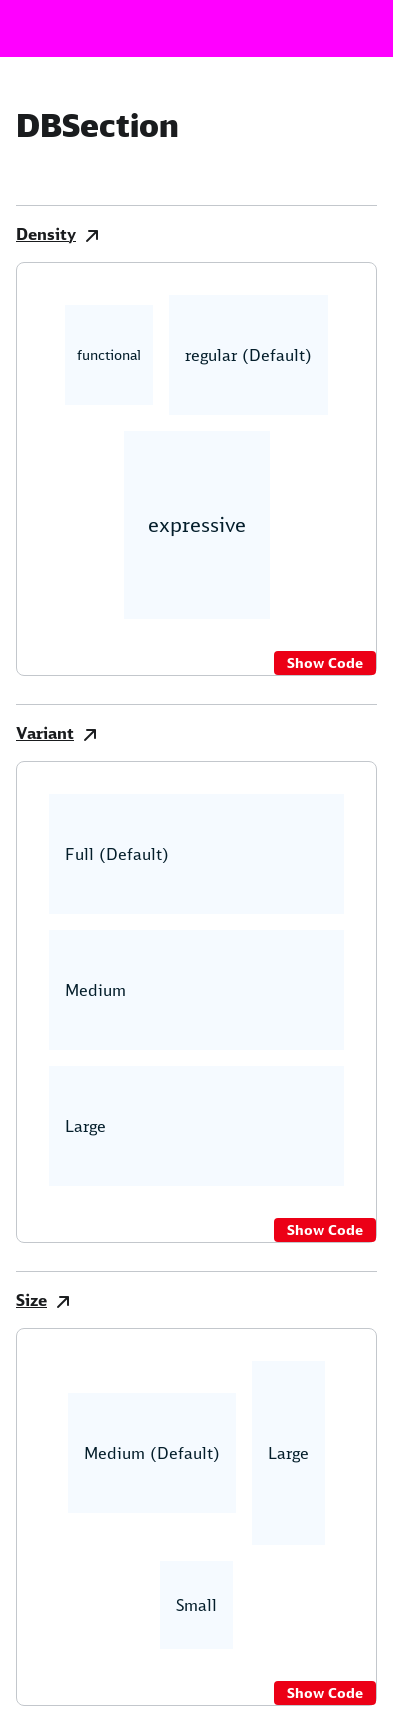 DBSection
Density
functional
regular (Default)
expressive
Show Code
Variant
Full (Default)
Medium
Large
Show Code
Size
Medium (Default)
Large
Small
Show Code